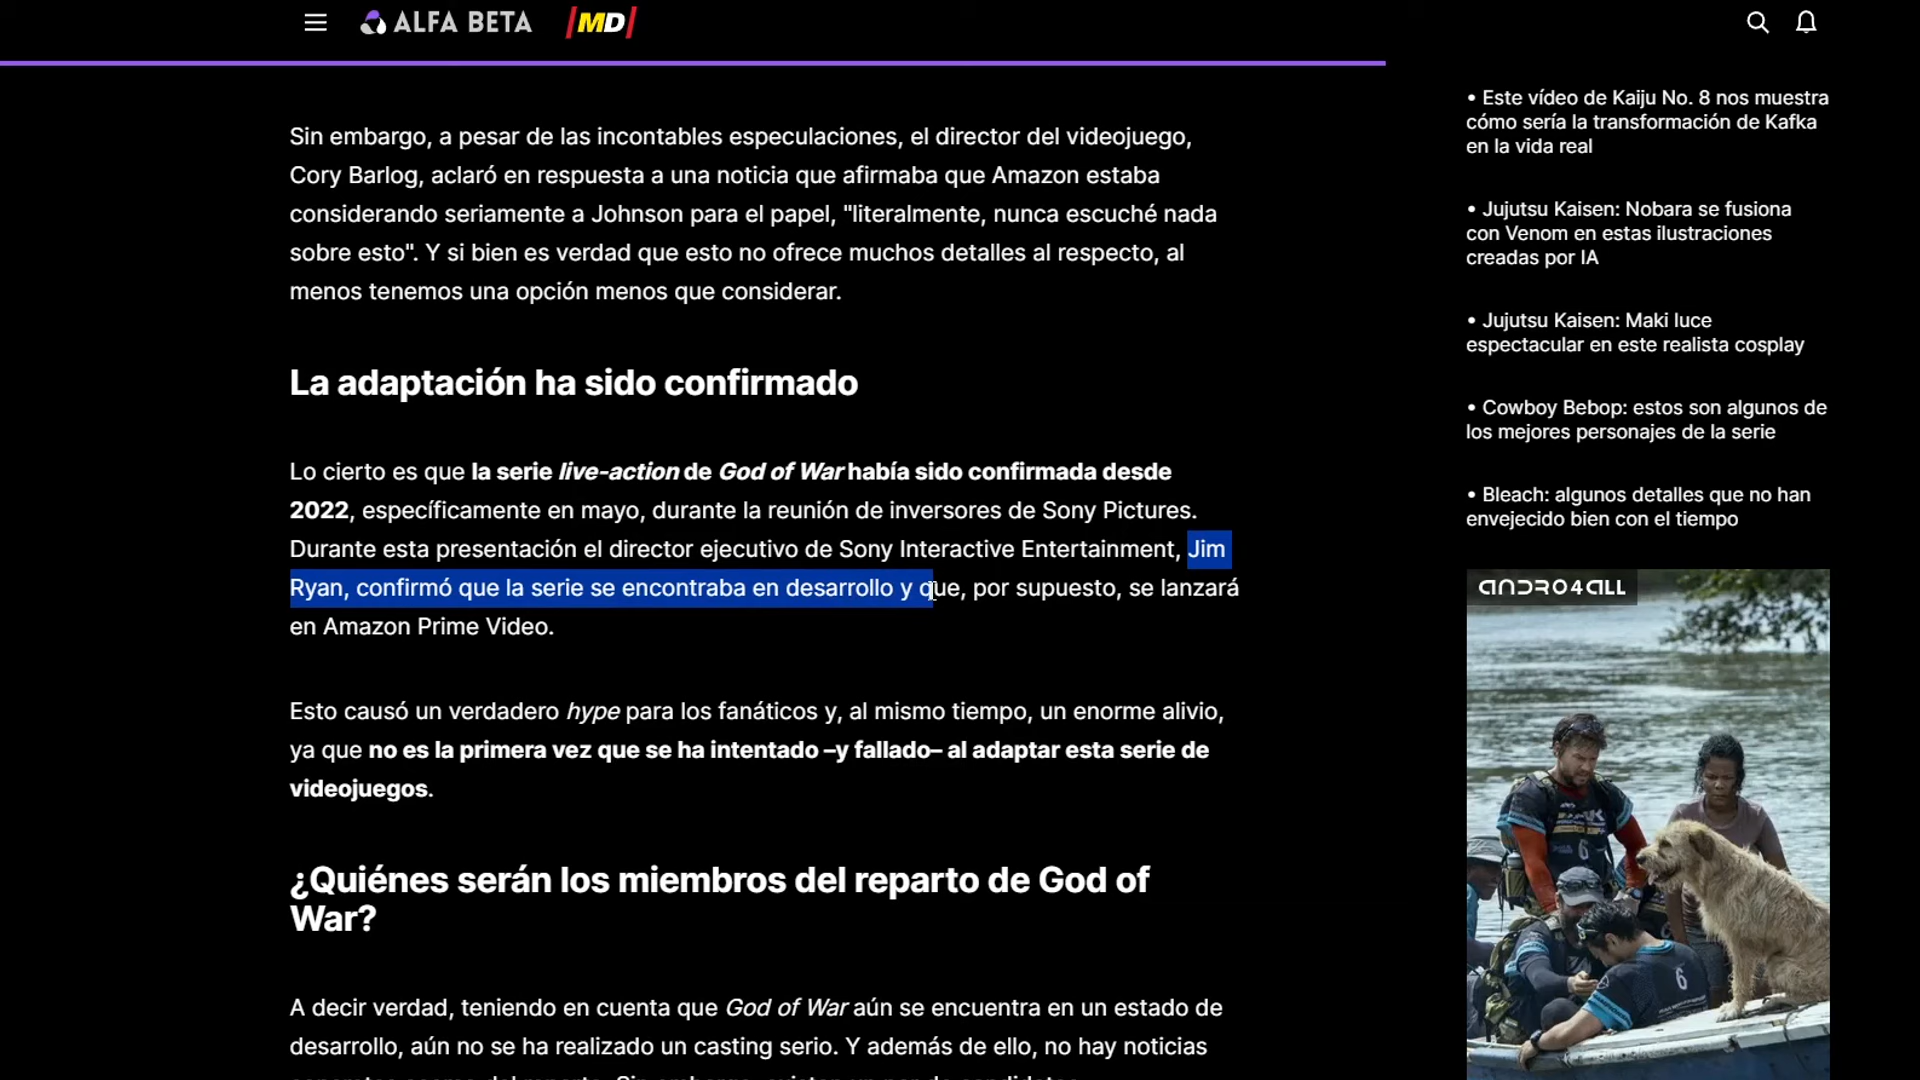 ALFA BETA
MD
Sin embargo, a pesar de las incontables especulaciones, el director del videojuego,
Cory Barlog, aclaró en respuesta a una noticia que afirmaba que Amazon estaba
considerando seriamente a Johnson para el papel, "literalmente, nunca escuché nada
sobre esto". Y si bien es verdad que esto no ofrece muchos detalles al respecto, al
menos tenemos una opción menos que considerar.
La adaptación ha sido confirmado
Lo cierto es que la serie live-action de God of War había sido confirmada desde
2022, específicamente en mayo, durante la reunión de inversores de Sony Pictures.
Durante esta presentación el director ejecutivo de Sony Interactive Entertainment, Jim
Ryan, confirmó que la serie se encontraba en desarrollo y que, por supuesto, se lanzará
en Amazon Prime Video.
Esto causó un verdadero hype para los fanáticos y, al mismo tiempo, un enorme alivio,
ya que no es la primera vez que se ha intentado –y fallado– al adaptar esta serie de
videojuegos.
¿Quiénes serán los miembros del reparto de God of
War?
A decir verdad, teniendo en cuenta que God of War aún se encuentra en un estado de
desarrollo, aún no se ha realizado un casting serio. Y además de ello, no hay noticias
• Este vídeo de Kaiju No. 8 nos muestra
cómo sería la transformación de Kafka
en la vida real
• Jujutsu Kaisen: Nobara se fusiona
con Venom en estas ilustraciones
creadas por IA
• Jujutsu Kaisen: Maki luce
espectacular en este realista cosplay
• Cowboy Bebop: estos son algunos de
los mejores personajes de la serie
• Bleach: algunos detalles que no han
envejecido bien con el tiempo
ANDRO4ALL
6
6